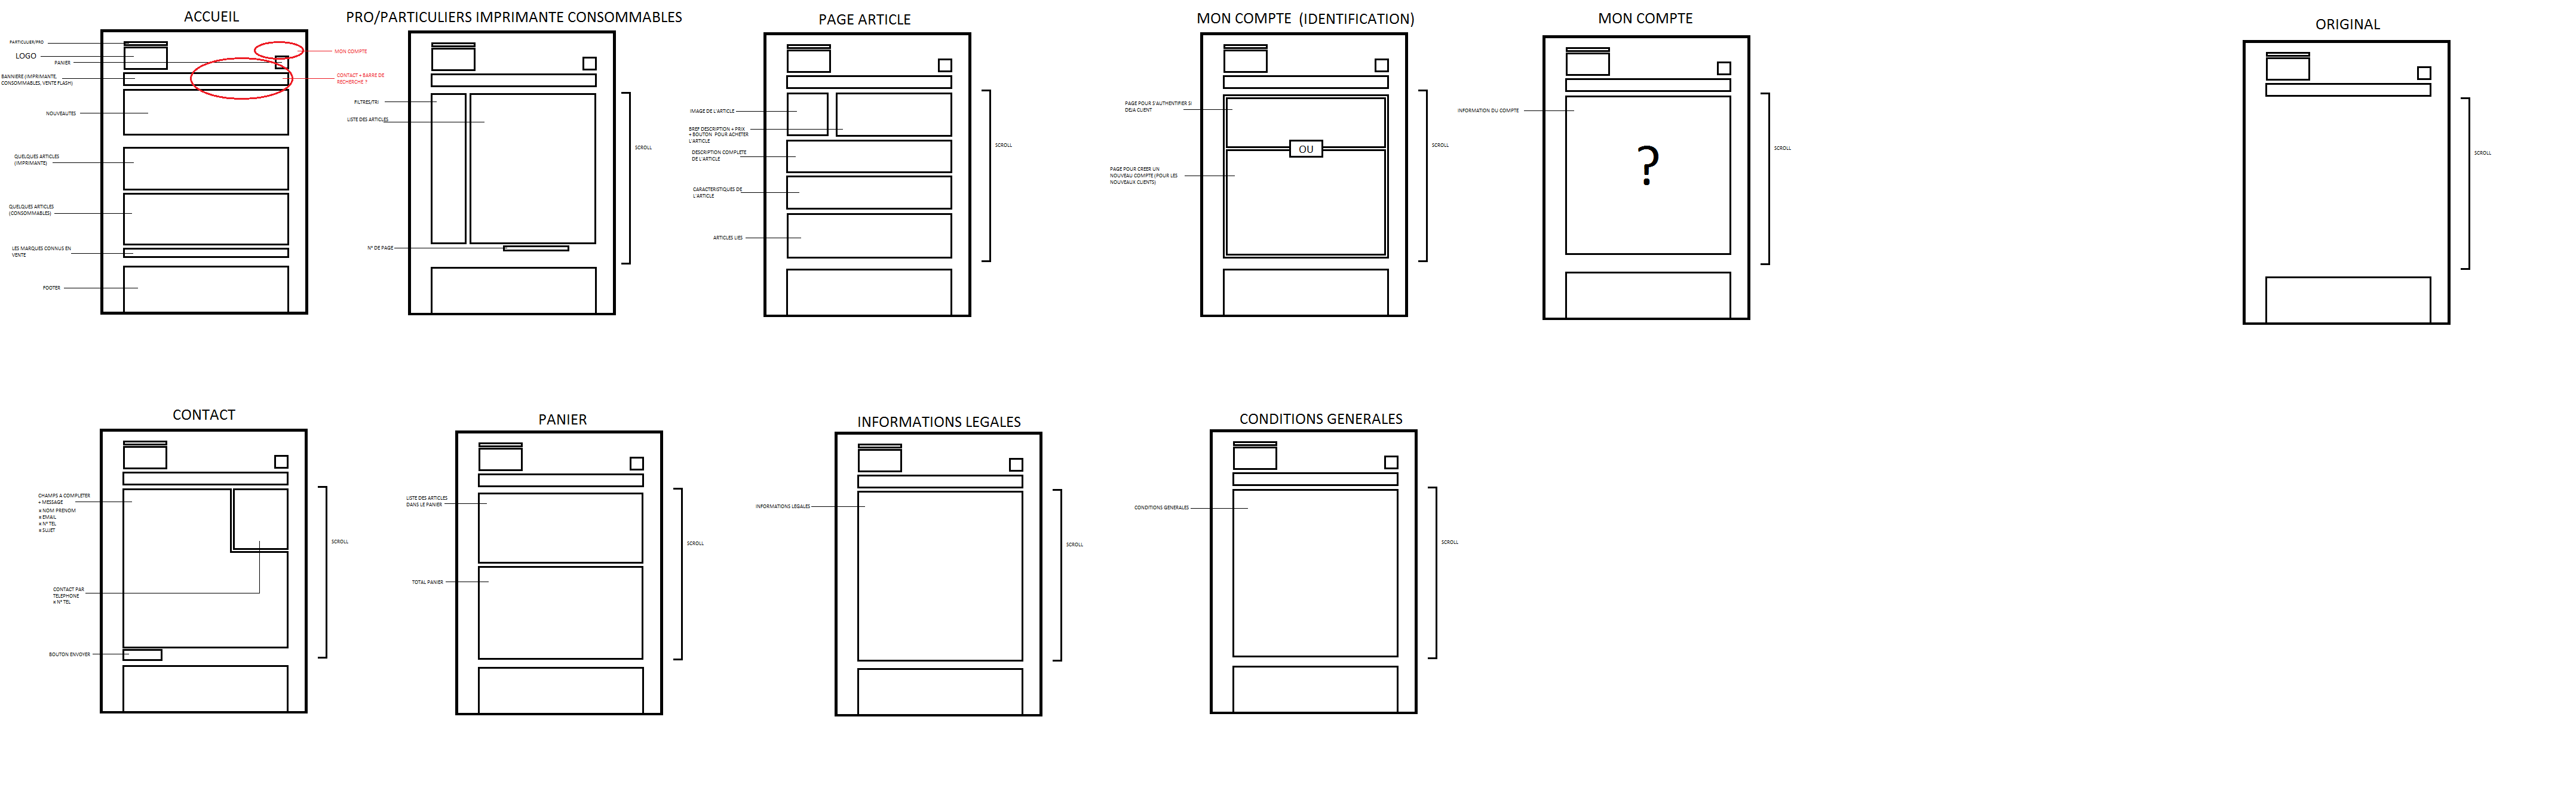 ACCUEIL
PARTICULIER/PRO
LOGO
PANIER
BANNIERE (IMPRIMANTE,
CONSOMMABLES, VENTE FLASH)
NOUVEAUTES
QUELQUES ARTICLES
(IMPRIMANTE)
QUELQUES ARTICLES
(CONSOMMABLES)
LES MARQUES CONNUS EN
VENTE
FOOTER
MON COMPTE
CONTACT + BARRE DE
RECHERCHE ?
PRO/PARTICULIERS IMPRIMANTE CONSOMMABLES
FILTRES/TRI
LISTE DES ARTICLES
N° DE PAGE
SCROLL
PAGE ARTICLE
IMAGE DE L'ARTICLE
BREF DESCRIPTION + PRIX
+ BOUTON POUR ACHETER
L'ARTICLE
DESCRIPTION COMPLETE
DE L'ARTICLE
CARACTERISTIQUES DE
L'ARTICLE
ARTICLES LIES
SCROLL
MON COMPTE (IDENTIFICATION)
PAGE POUR S'AUTHENTIFIER SI
DEJA CLIENT
OU
PAGE POUR CREER UN
NOUVEAU COMPTE (POUR LES
NOUVEAUX CLIENTS)
SCROLL
MON COMPTE
INFORMATION DU COMPTE
?
SCROLL
ORIGINAL
SCROLL
CONTACT
CHAMPS A COMPLETER
+ MESSAGE
¤ NOM PRENOM
¤ EMAIL
¤ N° TEL
¤ SUJET
CONTACT PAR
TELEPHONE
¤ N° TEL
BOUTON ENVOYER
SCROLL
PANIER
LISTE DES ARTICLES
DANS LE PANIER
TOTAL PANIER
SCROLL
INFORMATIONS LEGALES
INFORMATIONS LEGALES
SCROLL
CONDITIONS GENERALES
CONDITIONS GENERALES
SCROLL